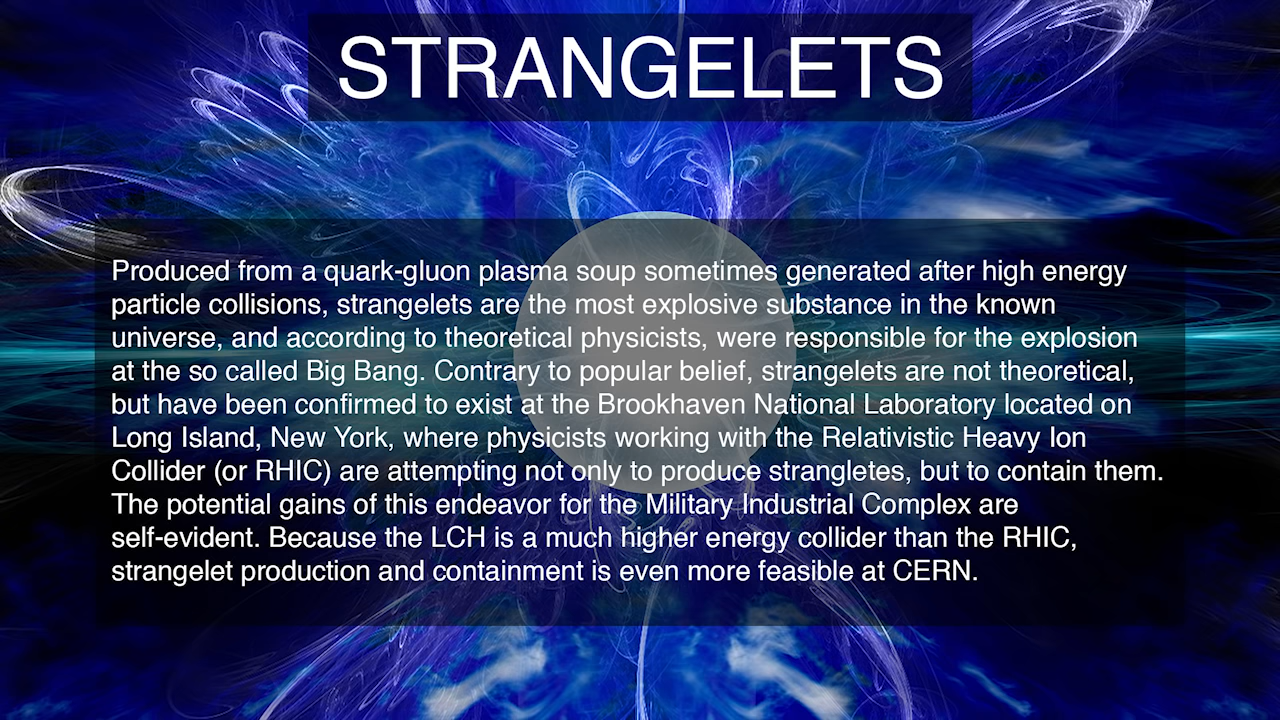 STRANGELETS
Produced from a quark-gluon plasma soup sometimes generated after high energy
particle collisions, strangelets are the most explosive substance in the known
universe, and according to theoretical physicists, were responsible for the explosion
at the so called Big Bang. Contrary to popular belief, strangelets are not theoretical,
but have been confirmed to exist at the Brookhaven National Laboratory located on
Long Island, New York, where physicists working with the Relativistic Heavy Ion
Collider (or RHIC) are attempting not only to produce strangletes, but to contain them.
The potential gains of this endeavor for the Military Industrial Complex are
self-evident. Because the LCH is a much higher energy collider than the RHIC,
strangelet production and containment is even more feasible at CERN.